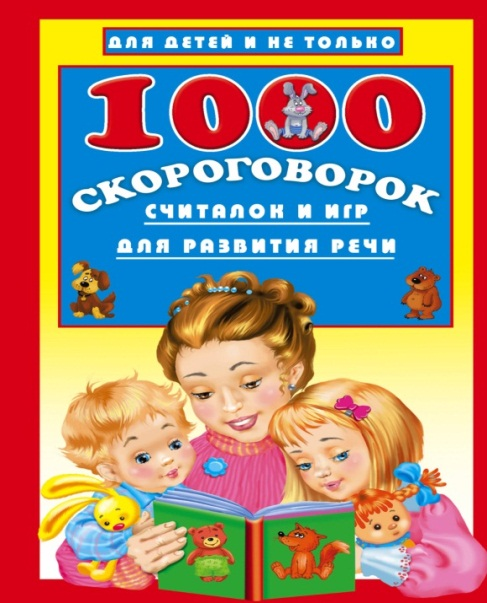 ДЛЯ ДЕТЕЙ И НЕ ТОЛЬКО
1000
СКОРОГОВОРОК
СЧИТАЛОК И ИГР
ДЛЯ РАЗВИТИЯ РЕЧИ